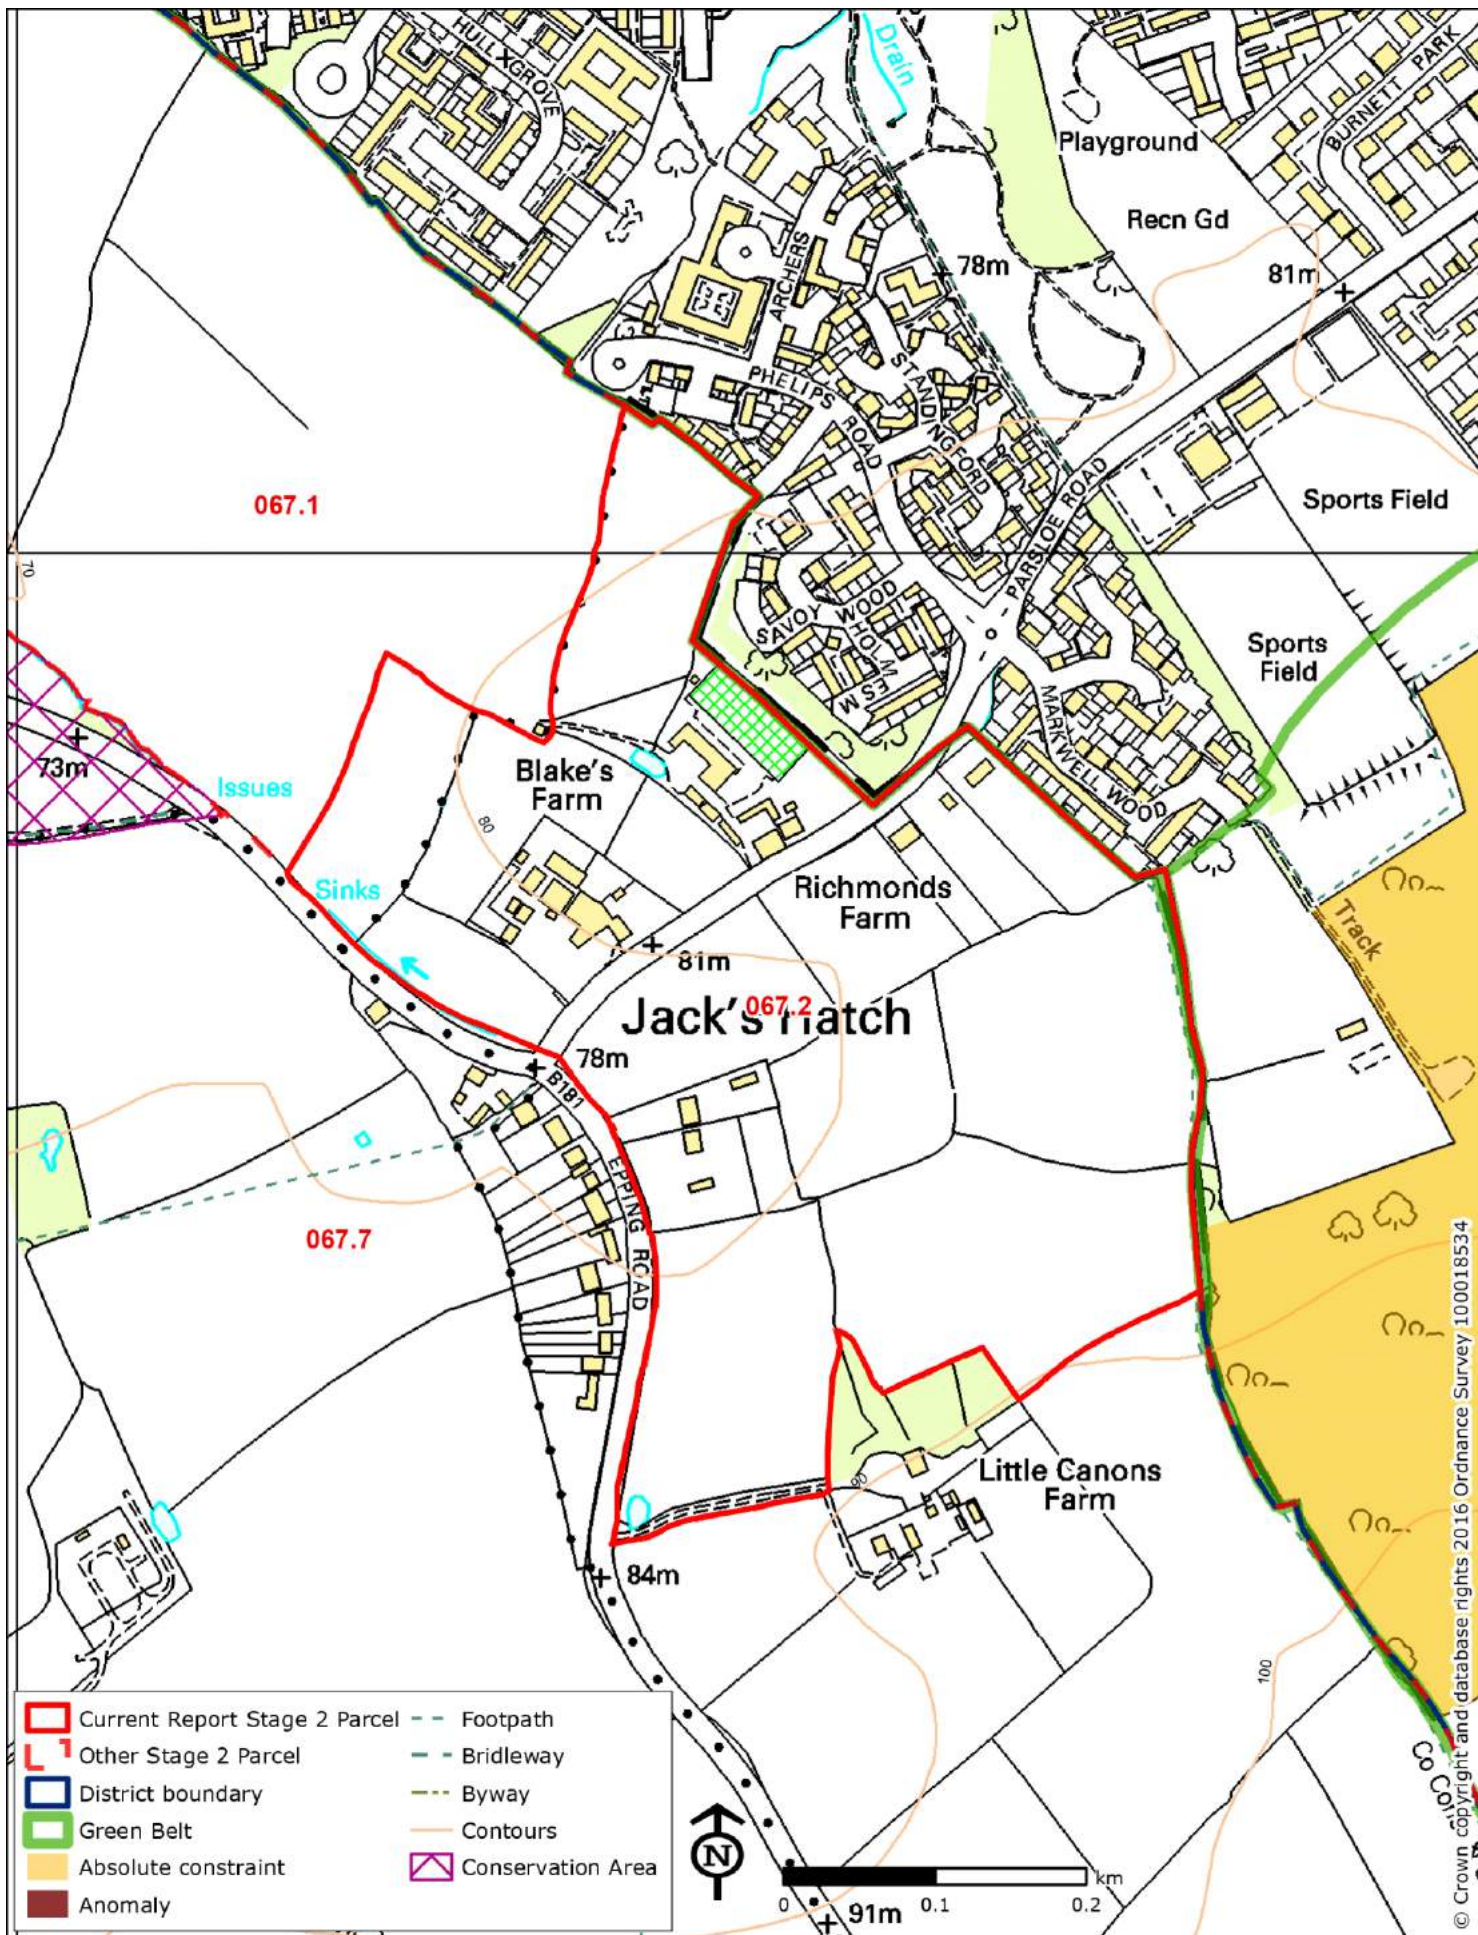 HULL GROVE
Drain
Playground
BURNETT PARK
Recn Gd
ARCHERS
78m
81m
STANDINGFORD
PHELIPS ROAD
067.1
PARSLOE ROAD
Sports Field
70
SAVOY WOOD
HOLMES M
Sports
Field
MARKWELL WOOD
73m
Issues
Blake's
Farm
80
Sinks
Richmonds
Farm
Track
81m
Jack's Hatch
067.2
78m
B181
EPPING ROAD
067.7
Little Canons
Farm
90
84m
100
Co Con
91m
N
0 0.1 0.2 km
Current Report Stage 2 Parcel
Other Stage 2 Parcel
District boundary
Green Belt
Absolute constraint
Anomaly
Footpath
Bridleway
Byway
Contours
Conservation Area
© Crown copyright and database rights 2016 Ordnance Survey 100018534